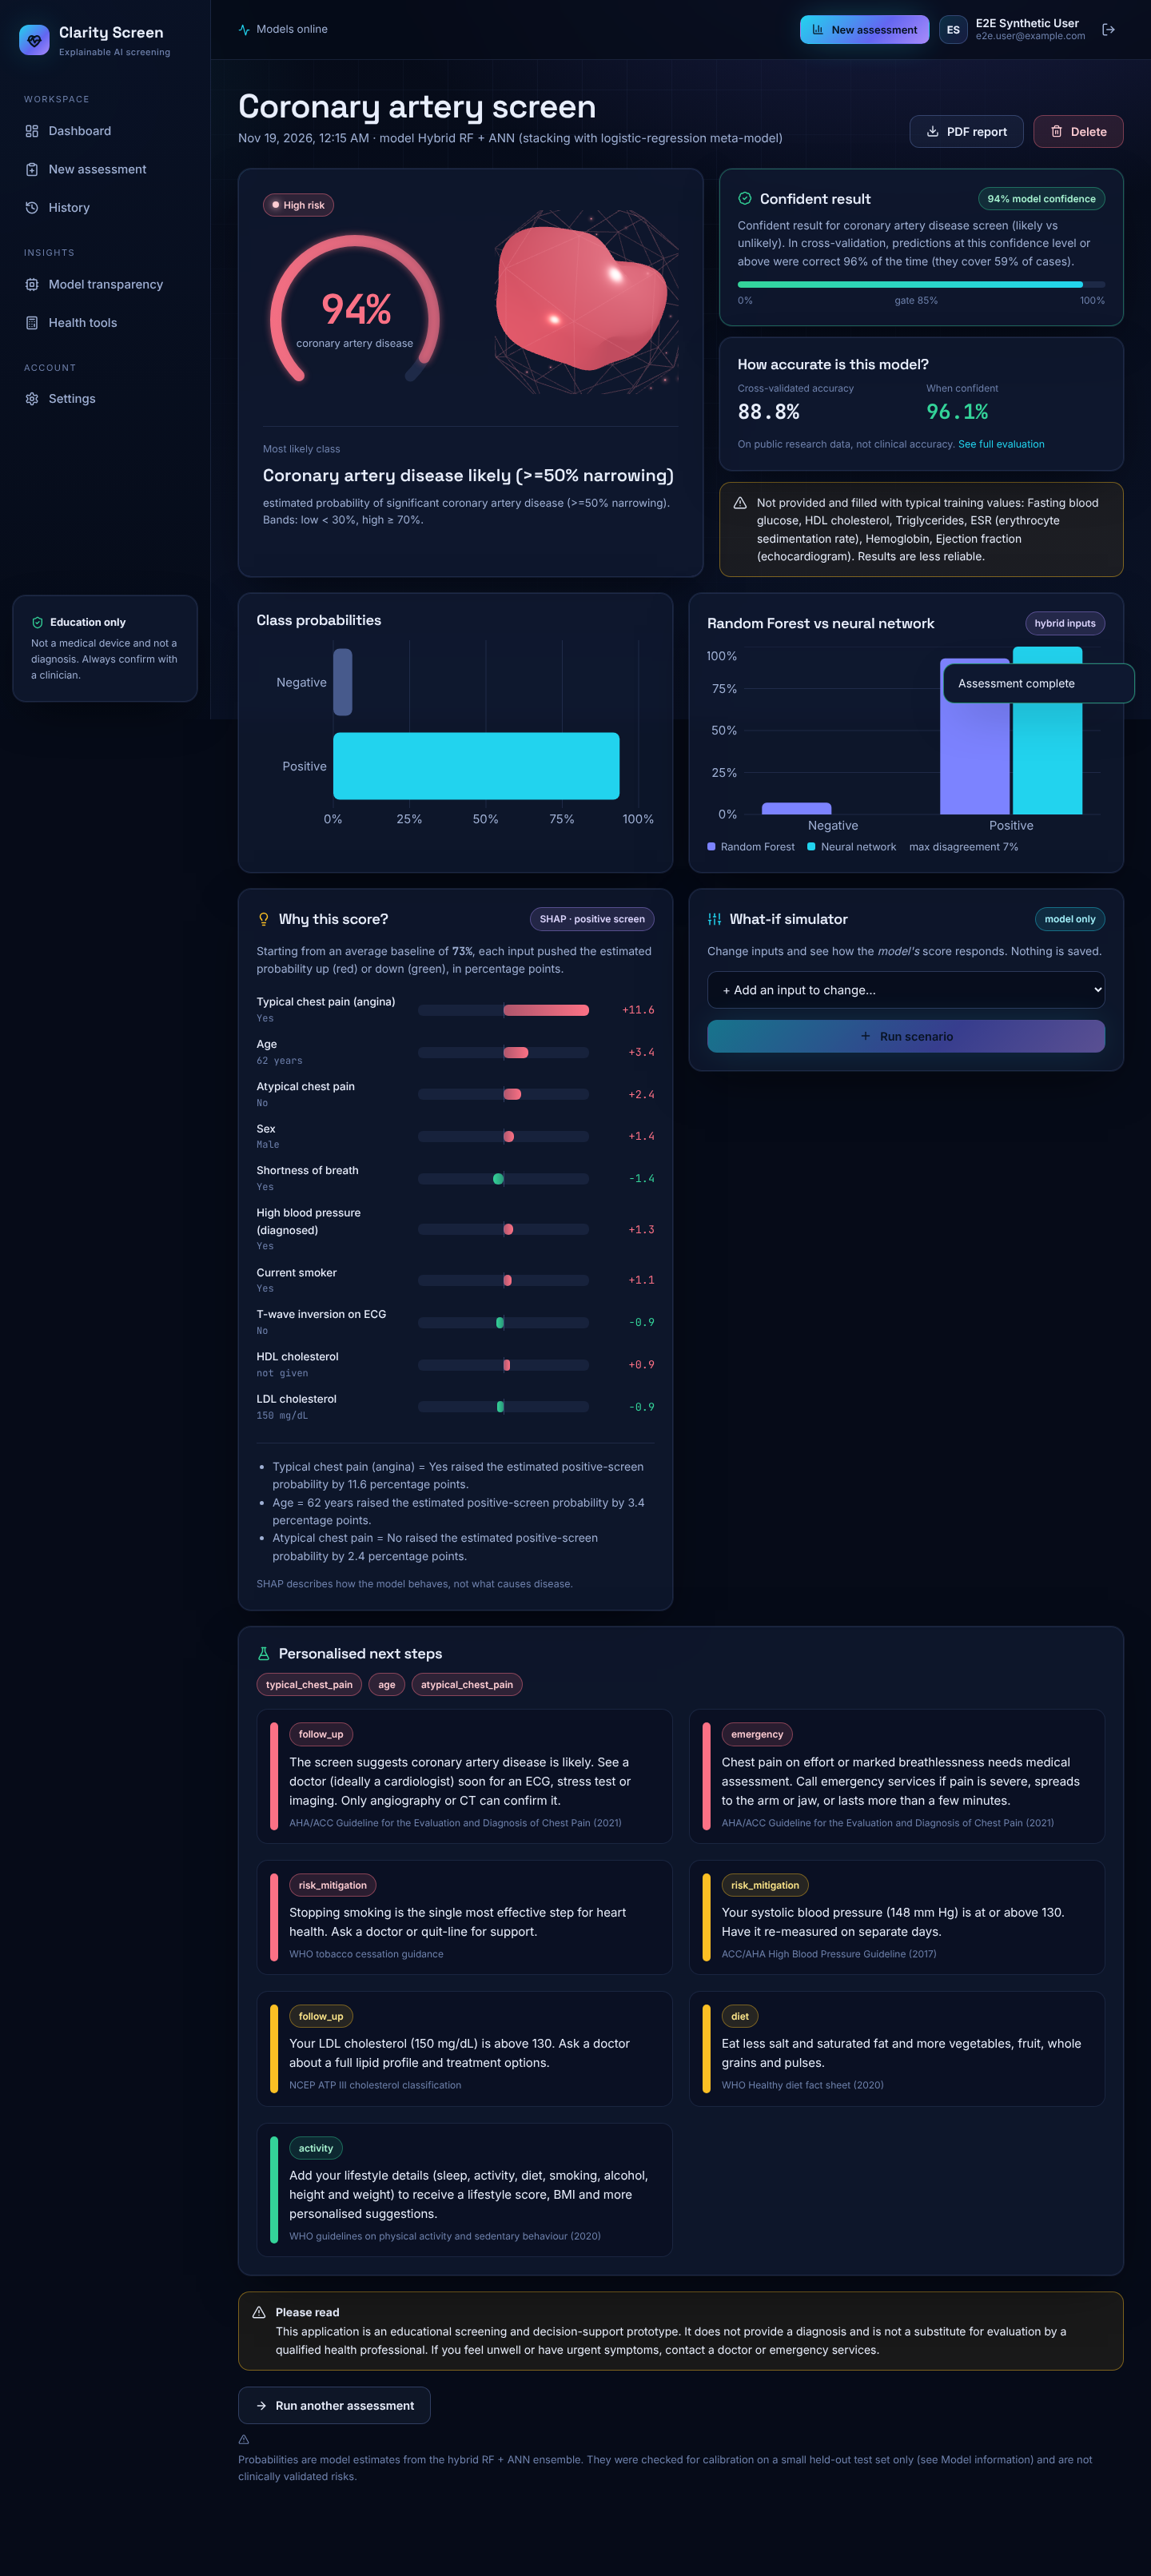 Clarity Screen
Explainable AI screening
WORKSPACE
Dashboard
New assessment
History
INSIGHTS
Model transparency
Health tools
ACCOUNT
Settings
Education only
Not a medical device and not a
diagnosis. Always confirm with
a clinician.
Models online
New assessment
ES
E2E Synthetic User
e2e.user@example.com
Coronary artery screen
Nov 19, 2026, 12:15 AM · model Hybrid RF + ANN (stacking with logistic-regression meta-model)
PDF report
Delete
High risk
94%
coronary artery disease
Most likely class
Coronary artery disease likely (>=50% narrowing)
estimated probability of significant coronary artery disease (>=50% narrowing).
Bands: low < 30%, high ≥ 70%.
Confident result
94% model confidence
Confident result for coronary artery disease screen (likely vs
unlikely). In cross-validation, predictions at this confidence level or
above were correct 96% of the time (they cover 59% of cases).
0%
gate 85%
100%
How accurate is this model?
Cross-validated accuracy
When confident
88.8%
96.1%
On public research data, not clinical accuracy. See full evaluation
Not provided and filled with typical training values: Fasting blood
glucose, HDL cholesterol, Triglycerides, ESR (erythrocyte
sedimentation rate), Hemoglobin, Ejection fraction
(echocardiogram). Results are less reliable.
Class probabilities
Negative
Positive
0%
25%
50%
75%
100%
Random Forest vs neural network
hybrid inputs
100%
75%
50%
25%
0%
Assessment complete
Negative
Positive
Random Forest
Neural network
max disagreement 7%
Why this score?
SHAP · positive screen
Starting from an average baseline of 73%, each input pushed the estimated
probability up (red) or down (green), in percentage points.
Typical chest pain (angina)
Yes
+11.6
Age
62 years
+3.4
Atypical chest pain
No
+2.4
Sex
Male
+1.4
Shortness of breath
Yes
-1.4
High blood pressure
(diagnosed)
Yes
+1.3
Current smoker
Yes
+1.1
T-wave inversion on ECG
No
-0.9
HDL cholesterol
not given
+0.9
LDL cholesterol
150 mg/dL
-0.9
• Typical chest pain (angina) = Yes raised the estimated positive-screen
probability by 11.6 percentage points.
• Age = 62 years raised the estimated positive-screen probability by 3.4
percentage points.
• Atypical chest pain = No raised the estimated positive-screen
probability by 2.4 percentage points.
SHAP describes how the model behaves, not what causes disease.
What-if simulator
model only
Change inputs and see how the model's score responds. Nothing is saved.
+ Add an input to change...
Run scenario
Personalised next steps
typical_chest_pain
age
atypical_chest_pain
follow_up
The screen suggests coronary artery disease is likely. See a
doctor (ideally a cardiologist) soon for an ECG, stress test or
imaging. Only angiography or CT can confirm it.
AHA/ACC Guideline for the Evaluation and Diagnosis of Chest Pain (2021)
emergency
Chest pain on effort or marked breathlessness needs medical
assessment. Call emergency services if pain is severe, spreads
to the arm or jaw, or lasts more than a few minutes.
AHA/ACC Guideline for the Evaluation and Diagnosis of Chest Pain (2021)
risk_mitigation
Stopping smoking is the single most effective step for heart
health. Ask a doctor or quit-line for support.
WHO tobacco cessation guidance
risk_mitigation
Your systolic blood pressure (148 mm Hg) is at or above 130.
Have it re-measured on separate days.
ACC/AHA High Blood Pressure Guideline (2017)
follow_up
Your LDL cholesterol (150 mg/dL) is above 130. Ask a doctor
about a full lipid profile and treatment options.
NCEP ATP III cholesterol classification
diet
Eat less salt and saturated fat and more vegetables, fruit, whole
grains and pulses.
WHO Healthy diet fact sheet (2020)
activity
Add your lifestyle details (sleep, activity, diet, smoking, alcohol,
height and weight) to receive a lifestyle score, BMI and more
personalised suggestions.
WHO guidelines on physical activity and sedentary behaviour (2020)
Please read
This application is an educational screening and decision-support prototype. It does not provide a diagnosis and is not a substitute for evaluation by a
qualified health professional. If you feel unwell or have urgent symptoms, contact a doctor or emergency services.
Run another assessment
Probabilities are model estimates from the hybrid RF + ANN ensemble. They were checked for calibration on a small held-out test set only (see Model information) and are not
clinically validated risks.